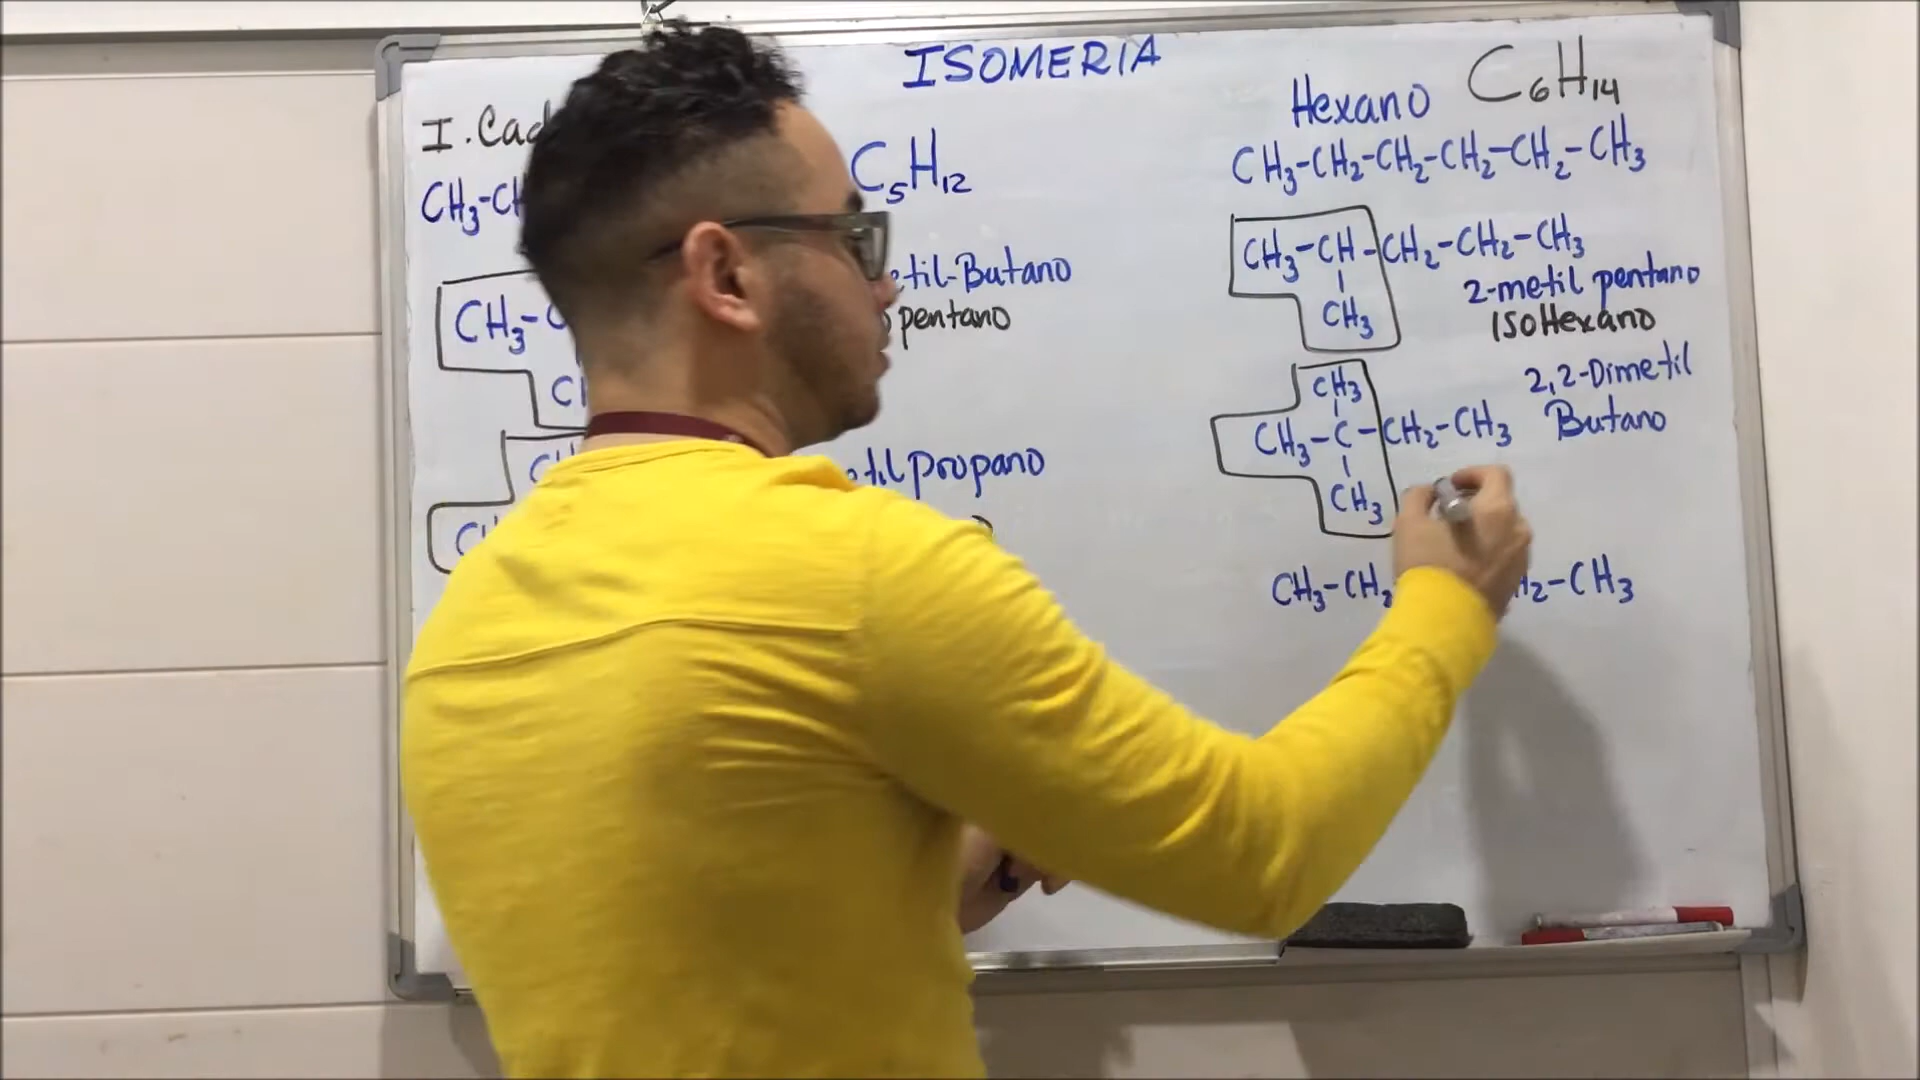 ISOMERIA
I. Cad
CH3-CH
C5H12
CH3-C
CH
etil-Butano
pentano
etil propano
Hexano C6H14
CH3-CH2-CH2-CH2-CH2-CH3
CH3-CH-CH2-CH2-CH3
CH3
2-metil pentano
ISOHexano
CH3
CH3-C-CH2-CH3
CH3
2,2-Dimetil
Butano
CH3-CH2
H2-CH3